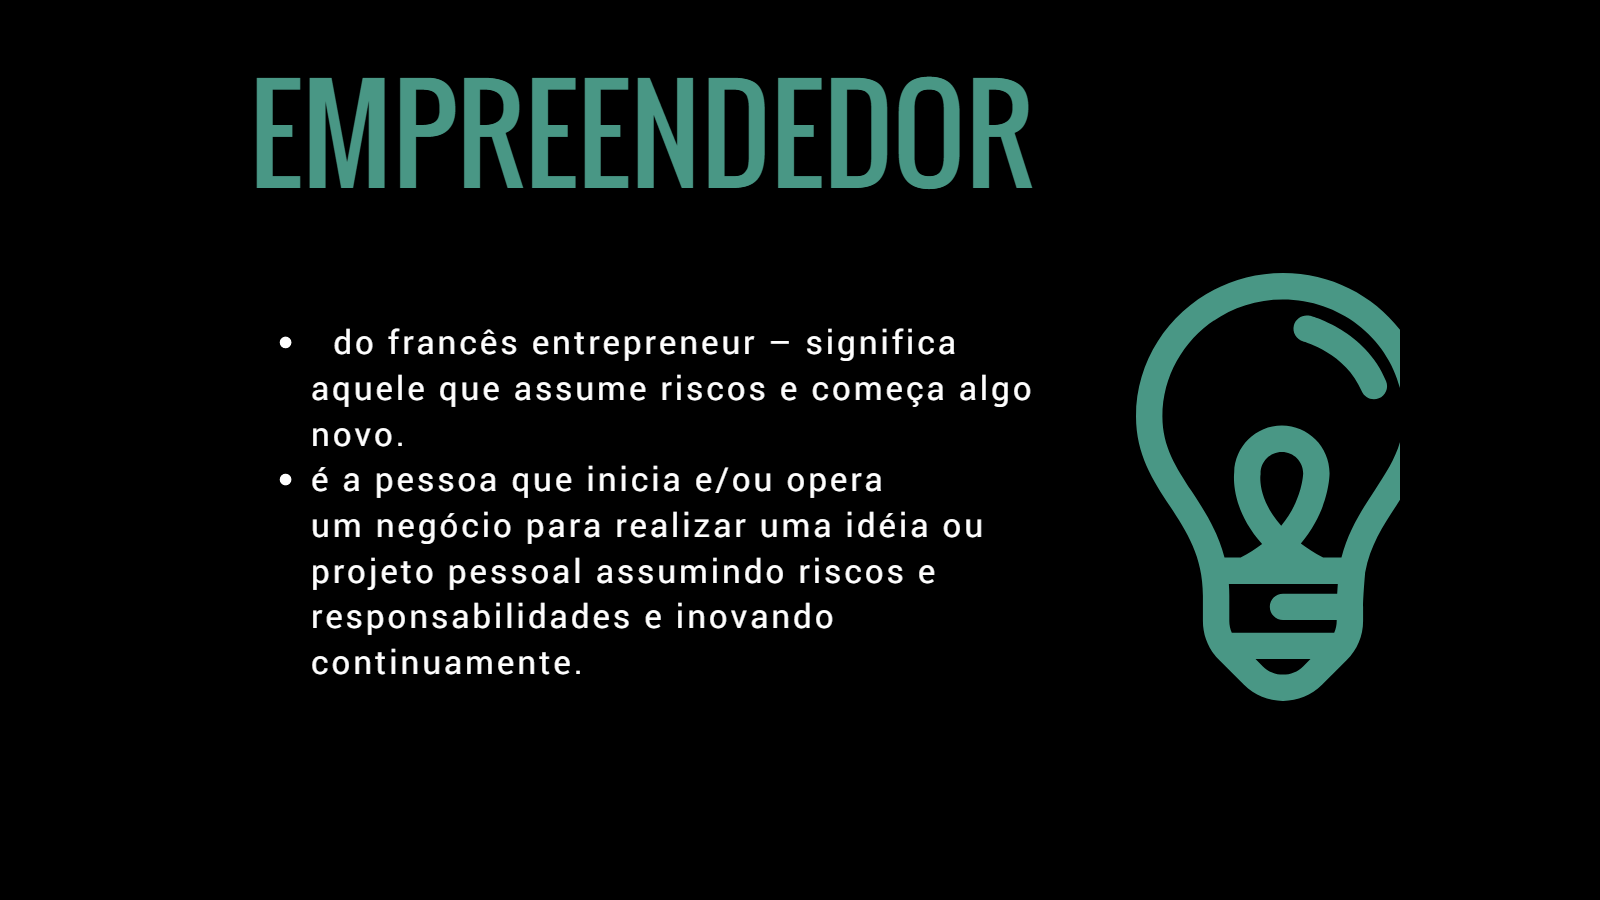 EMPREENDEDOR
• do francês entrepreneur – significa
aquele que assume riscos e começa algo
novo.
• é a pessoa que inicia e/ou opera
um negócio para realizar uma idéia ou
projeto pessoal assumindo riscos e
responsabilidades e inovando
continuamente.